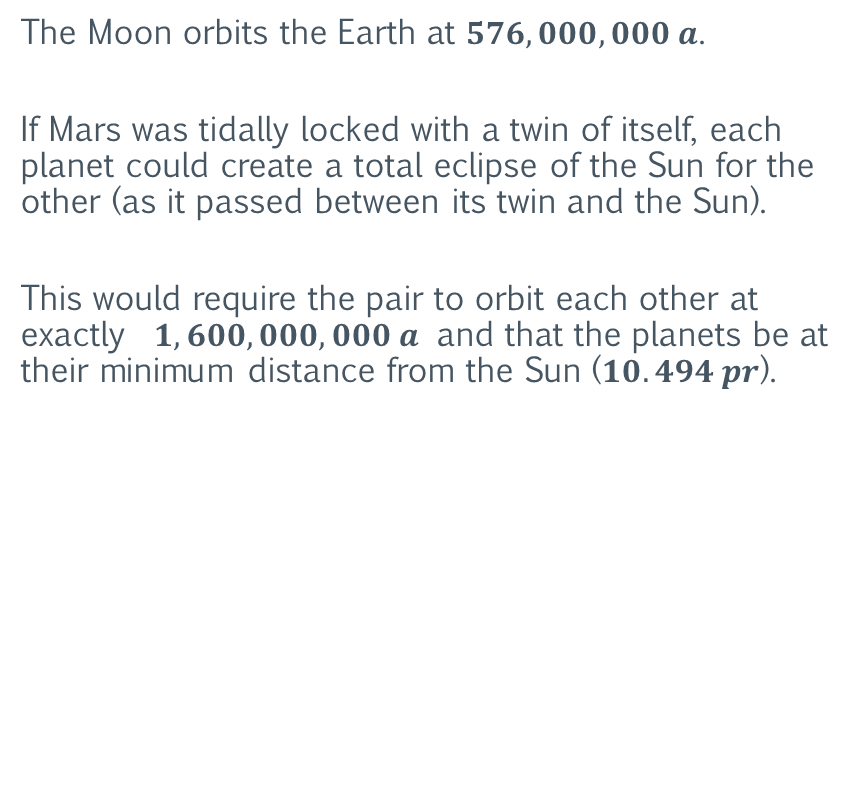 The Moon orbits the Earth at 576,000,000 a.
If Mars was tidally locked with a twin of itself, each
planet could create a total eclipse of the Sun for the
other (as it passed between its twin and the Sun).
This would require the pair to orbit each other at
exactly 1,600,000,000 a and that the planets be at
their minimum distance from the Sun (10.494 pr).